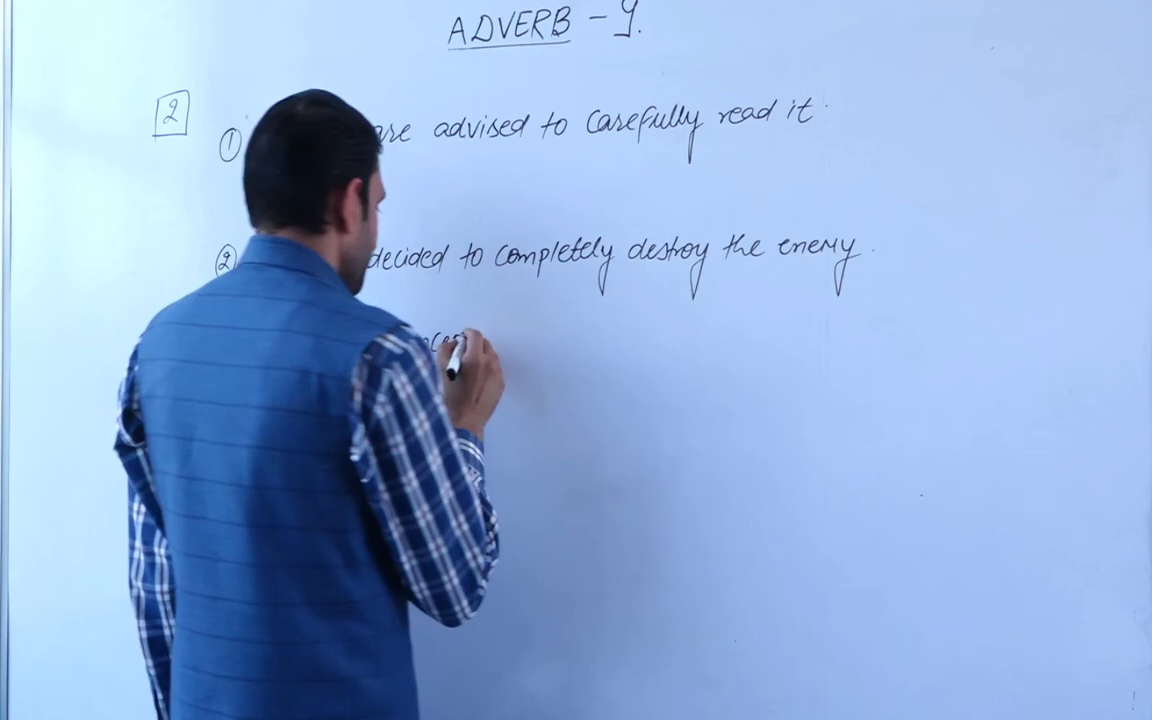 ADVERB - 9.
2
① are advised to carefully read it.
② decided to completely destroy the enemy.